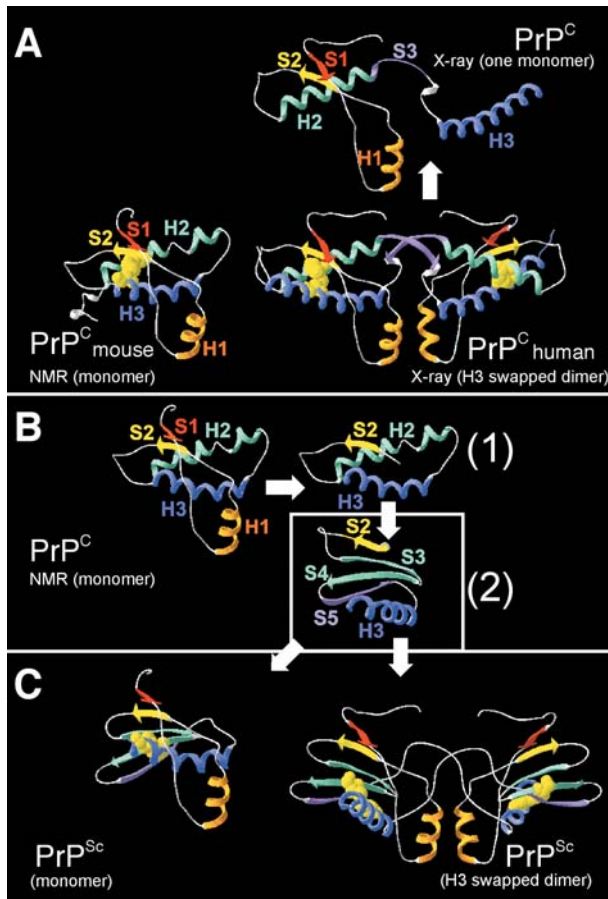 A
PrP^C
X-ray (one monomer)
S3
S2 S1
H2
H3
H1
S2 S1 H2
H3
H1
PrP^C mouse
NMR (monomer)
PrP^C human
X-ray (H3 swapped dimer)
B
S1
S2 H2
H3
H1
PrP^C
NMR (monomer)
S2 H2
H3
(1)
S2
S3
S4
S5
H3
(2)
C
PrP^Sc
(monomer)
PrP^Sc
(H3 swapped dimer)